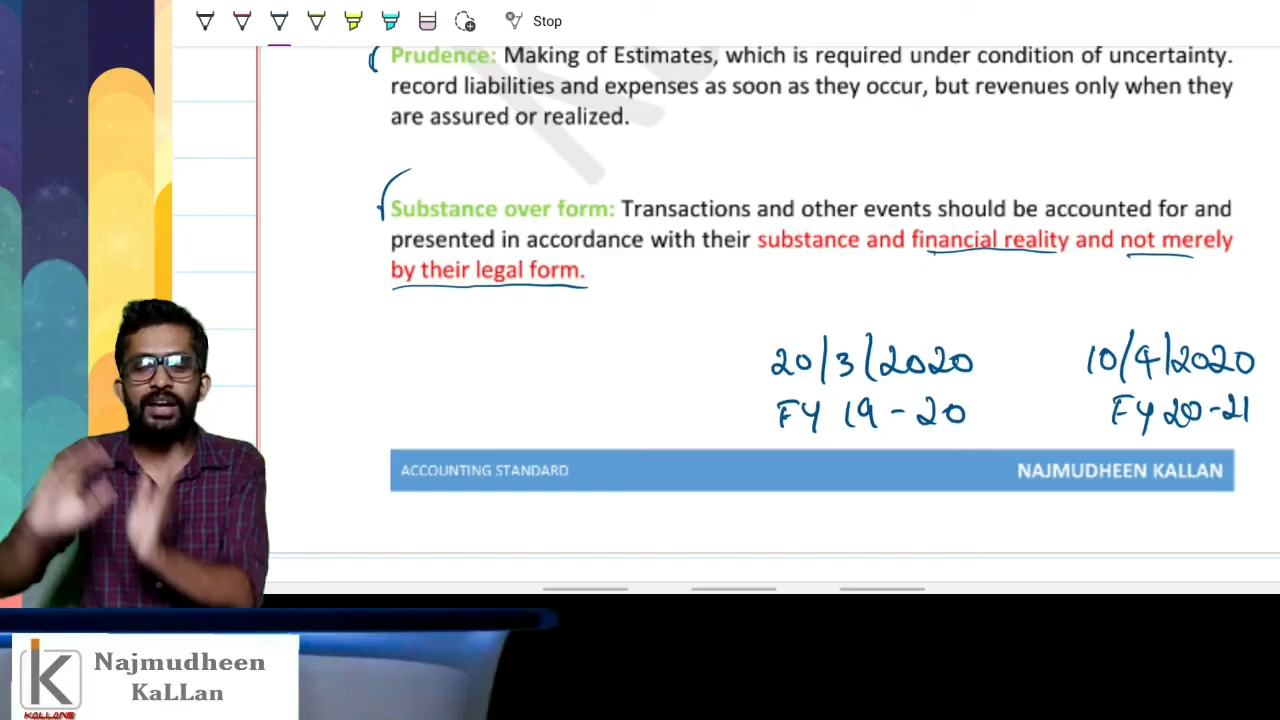 Stop
Prudence: Making of Estimates, which is required under condition of uncertainty.
record liabilities and expenses as soon as they occur, but revenues only when they
are assured or realized.
Substance over form: Transactions and other events should be accounted for and
presented in accordance with their substance and financial reality and not merely
by their legal form.
20/3/2020 10/4/2020
FY 19-20 FY 20-21
ACCOUNTING STANDARD NAJMUDHEEN KALLAN
Najmudheen
KaLLan
KALLANS